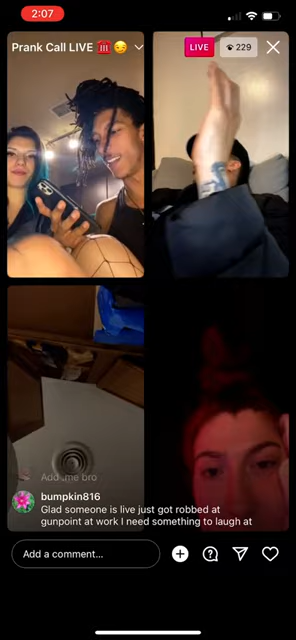 2:07
Prank Call LIVE 🚨😏
LIVE
229
Add me bro
bumpkin816
Glad someone is live just got robbed at
gunpoint at work I need something to laugh at
Add a comment...